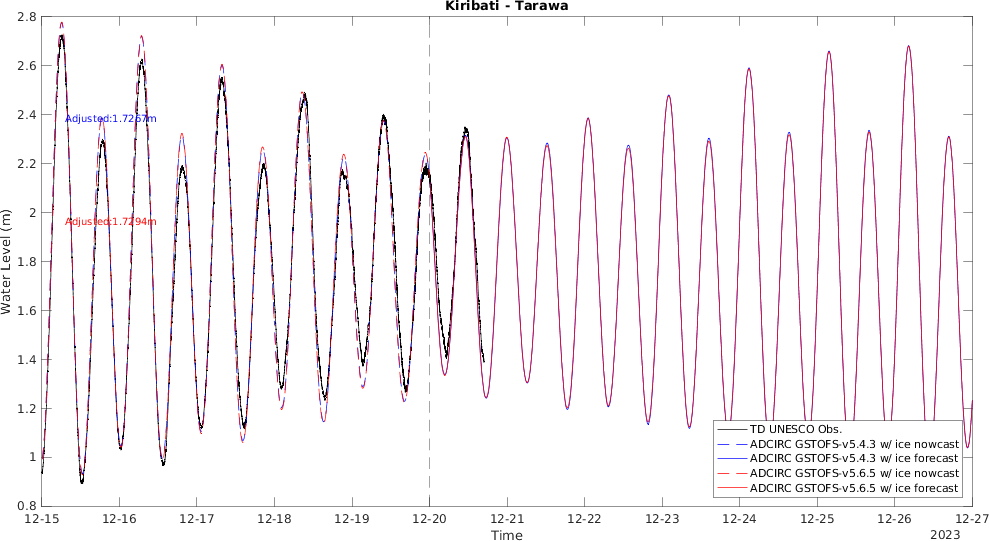 Kiribati - Tarawa
2.8
2.6
2.4
2.2
2
1.8
1.6
1.4
1.2
1
0.8
Water Level (m)
Adjusted:1.7267m
Adjusted:1.7294m
TD UNESCO Obs.
ADCIRC GSTOFS-v5.4.3 w/ ice nowcast
ADCIRC GSTOFS-v5.4.3 w/ ice forecast
ADCIRC GSTOFS-v5.6.5 w/ ice nowcast
ADCIRC GSTOFS-v5.6.5 w/ ice forecast
12-15 12-16 12-17 12-18 12-19 12-20 12-21 12-22 12-23 12-24 12-25 12-26 12-27
Time
2023